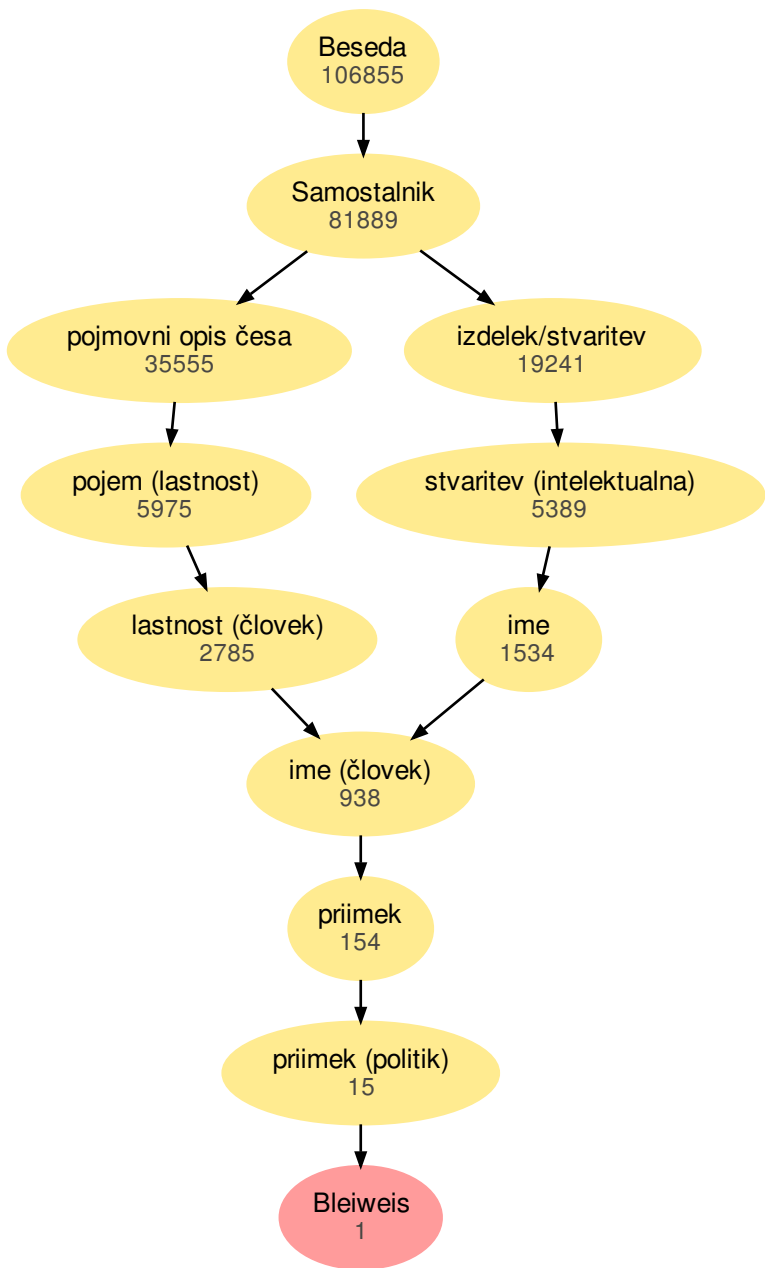 Beseda
106855
Samostalnik
81889
pojmovni opis česa
35555
izdelek/stvaritev
19241
pojem (lastnost)
5975
stvaritev (intelektualna)
5389
lastnost (človek)
2785
ime
1534
ime (človek)
938
priimek
154
priimek (politik)
15
Bleiweis
1